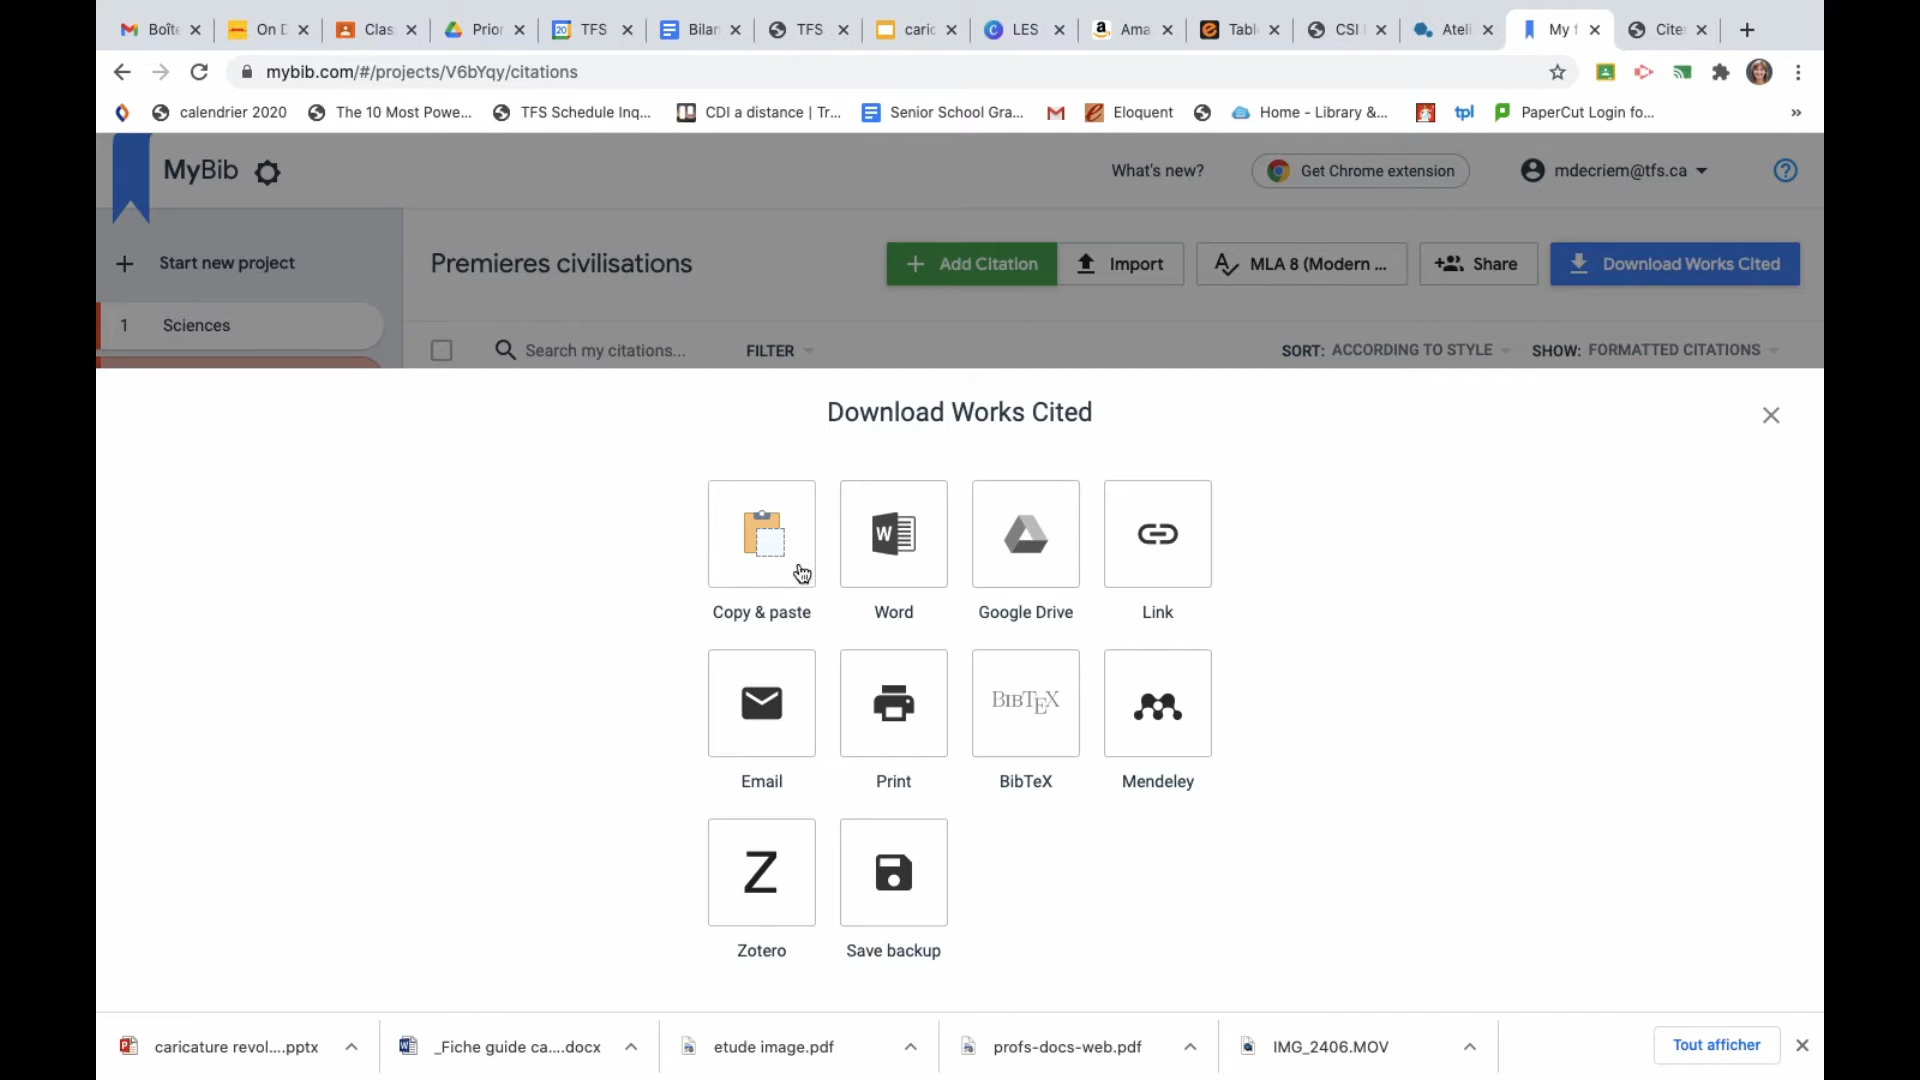 Boîte
On D
Clas
Prior
TFS
Bilan
TFS
caric
LES
Ama
Tabl
CSI
Ateli
My f
Cite
mybib.com/#/projects/V6bYqy/citations
calendrier 2020
The 10 Most Powe...
TFS Schedule Inq...
CDI a distance | Tr...
Senior School Gra...
Eloquent
Home - Library &...
tpl
PaperCut Login fo...
»
MyBib
What's new?
Get Chrome extension
mdecriem@tfs.ca
Start new project
Premieres civilisations
Add Citation
Import
MLA 8 (Modern ...
Share
Download Works Cited
1 Sciences
Search my citations...
FILTER
SORT: ACCORDING TO STYLE
SHOW: FORMATTED CITATIONS
Download Works Cited
Copy & paste
Word
Google Drive
Link
BIBTEX
Email
Print
BibTeX
Mendeley
Z
Zotero
Save backup
caricature revol....pptx
_Fiche guide ca....docx
etude image.pdf
profs-docs-web.pdf
IMG_2406.MOV
Tout afficher